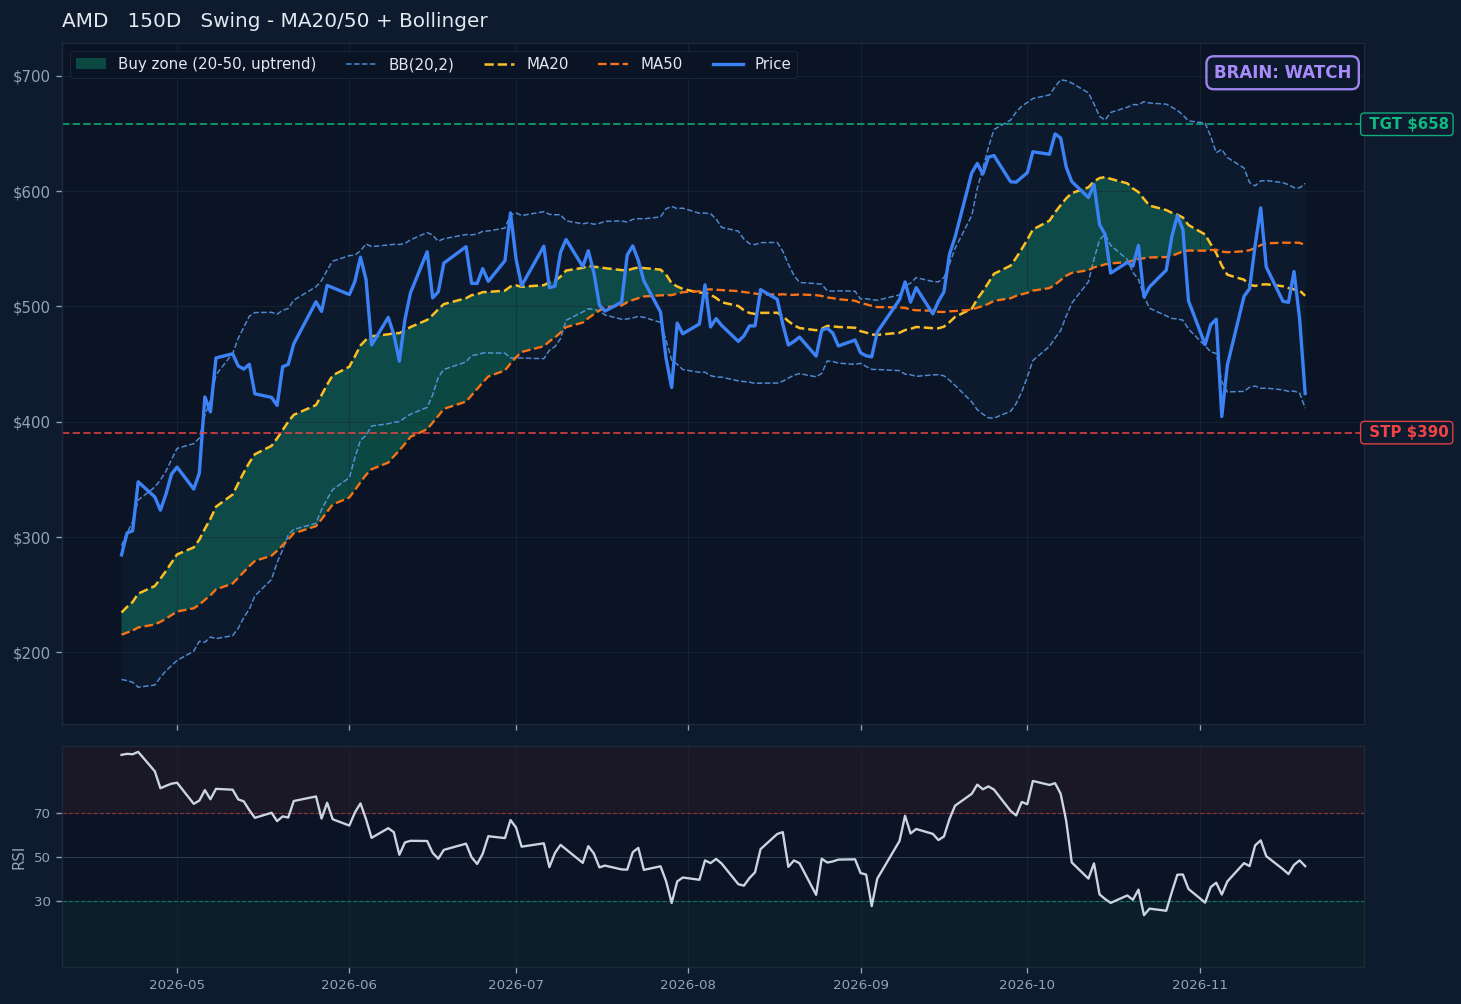 AMD   150D   Swing - MA20/50 + Bollinger
Buy zone (20-50, uptrend)   BB(20,2)   MA20   MA50   Price
BRAIN: WATCH
$700
TGT $658
$600
$500
$400
STP $390
$300
$200
RSI
70
50
30
2026-05   2026-06   2026-07   2026-08   2026-09   2026-10   2026-11